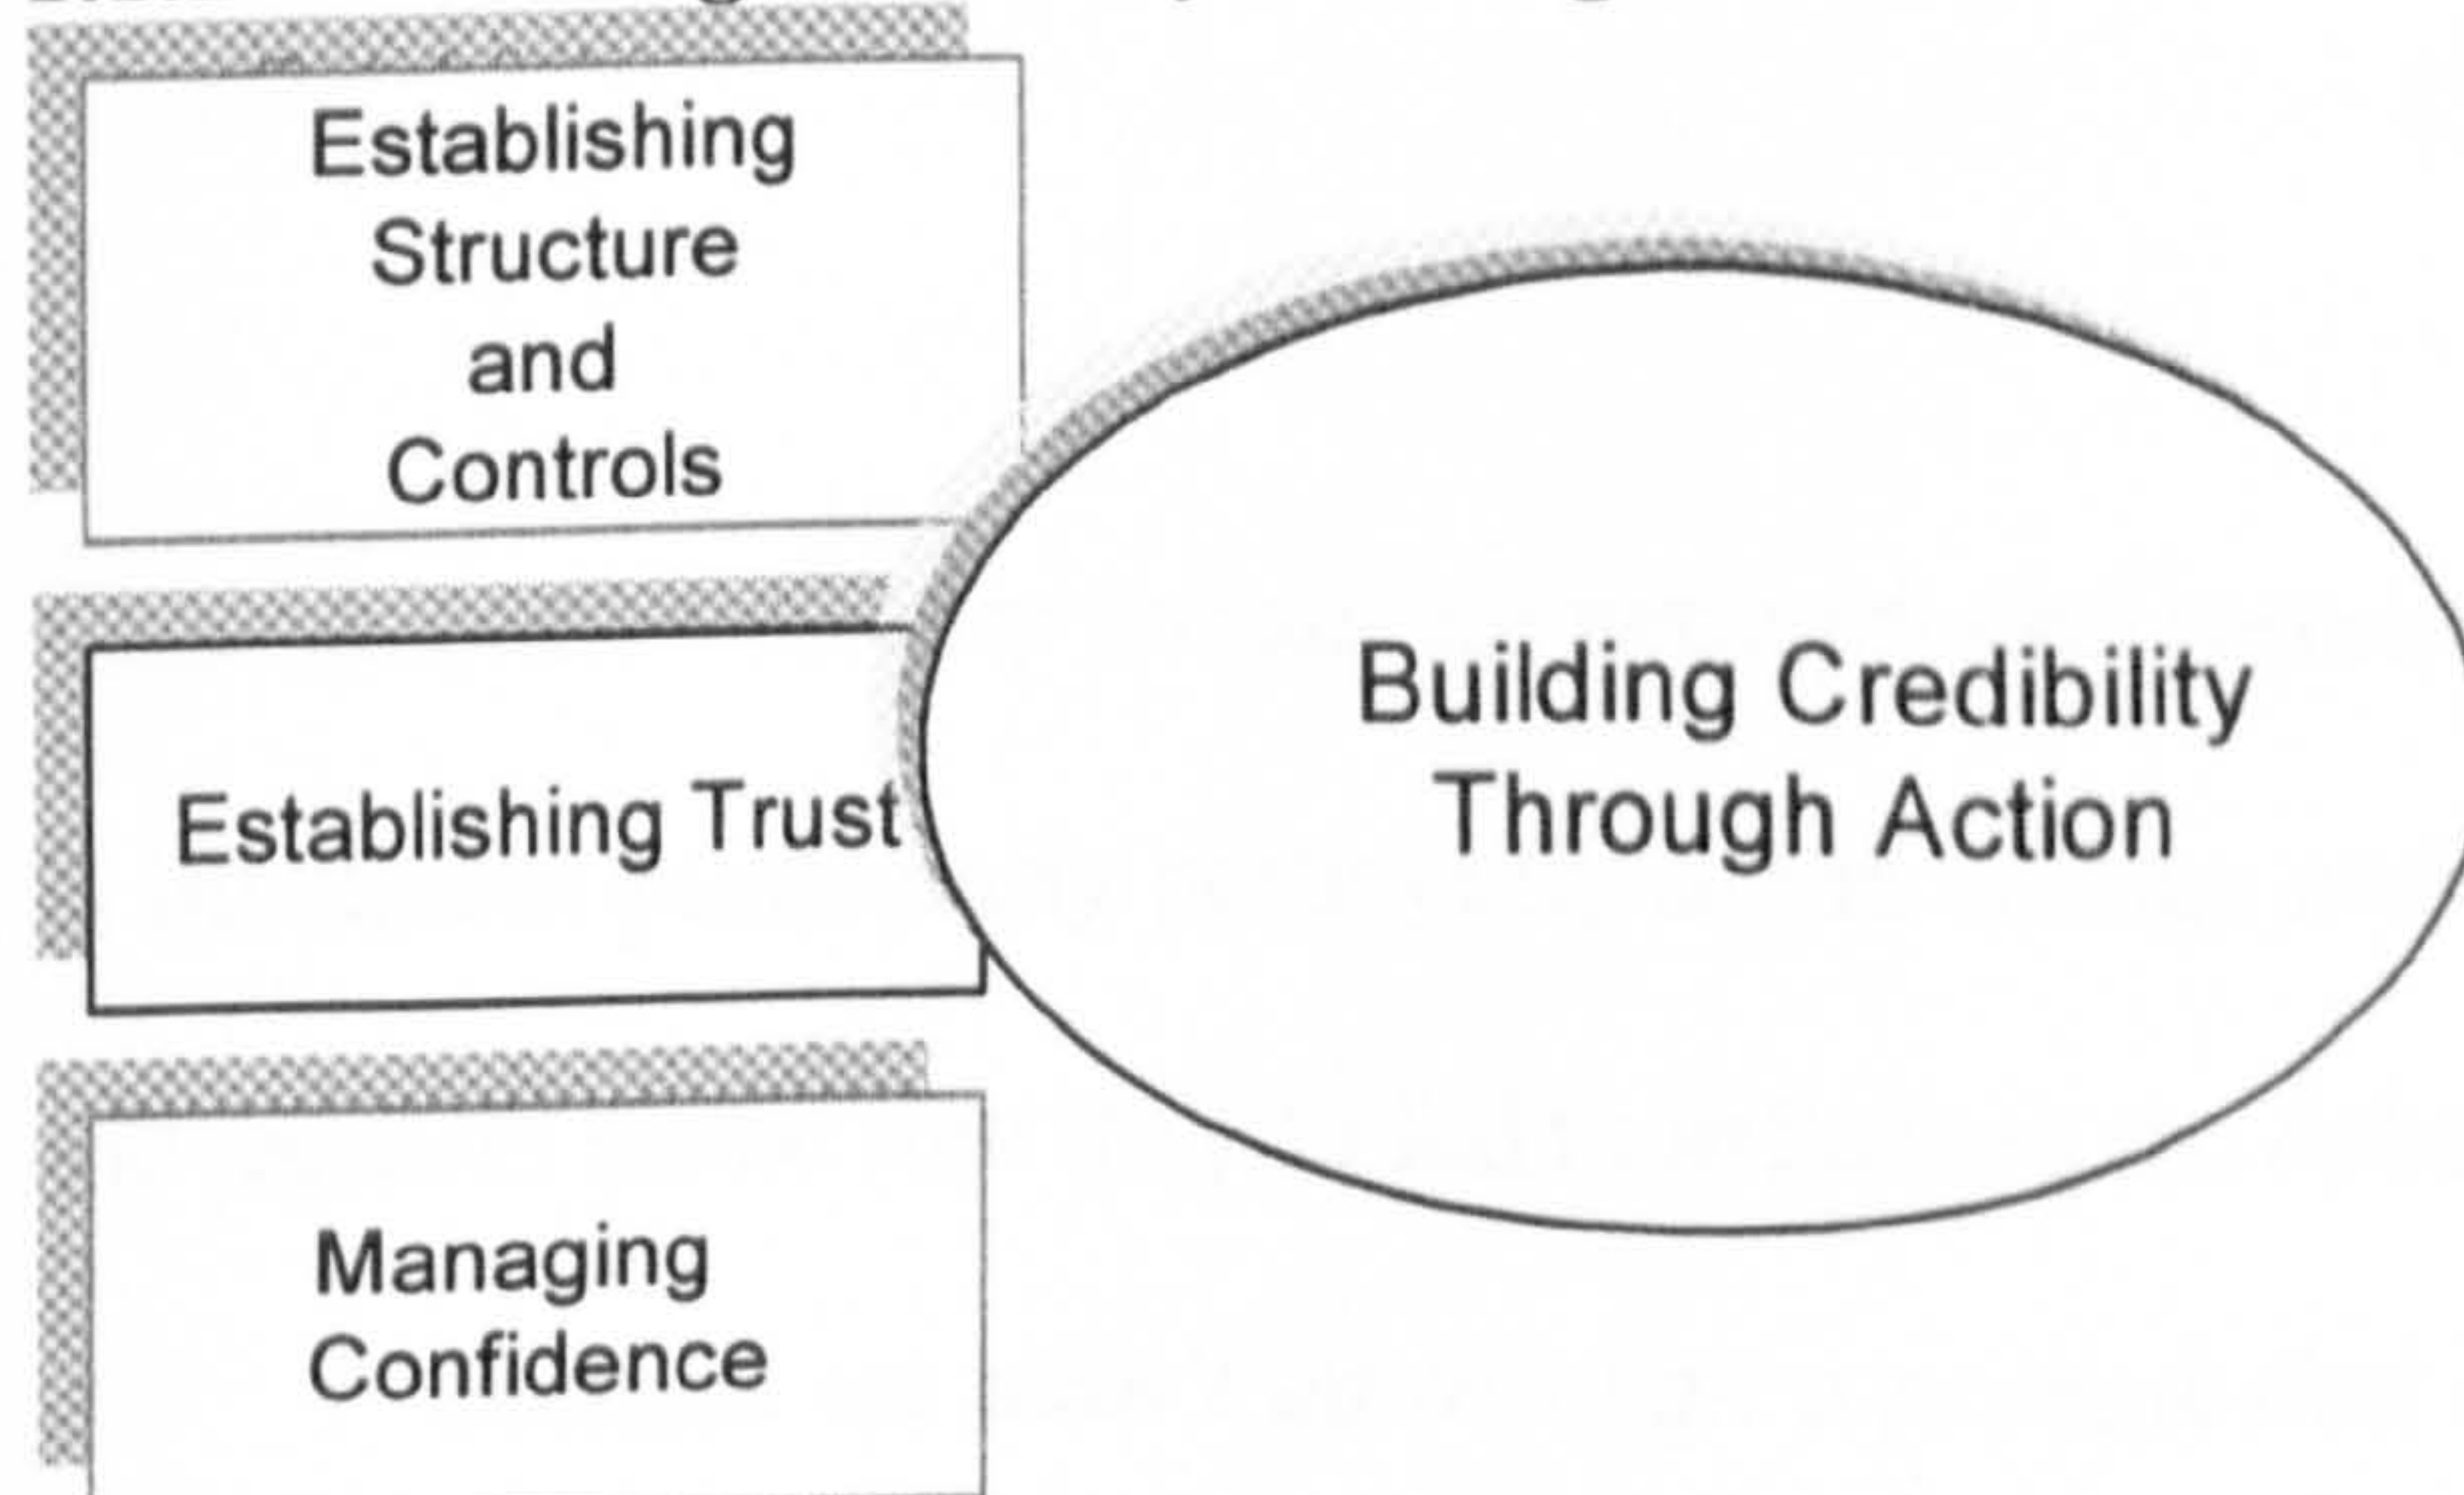 Establishing
Structure
and
Controls
Establishing Trust
Building Credibility
Through Action
Managing
Confidence